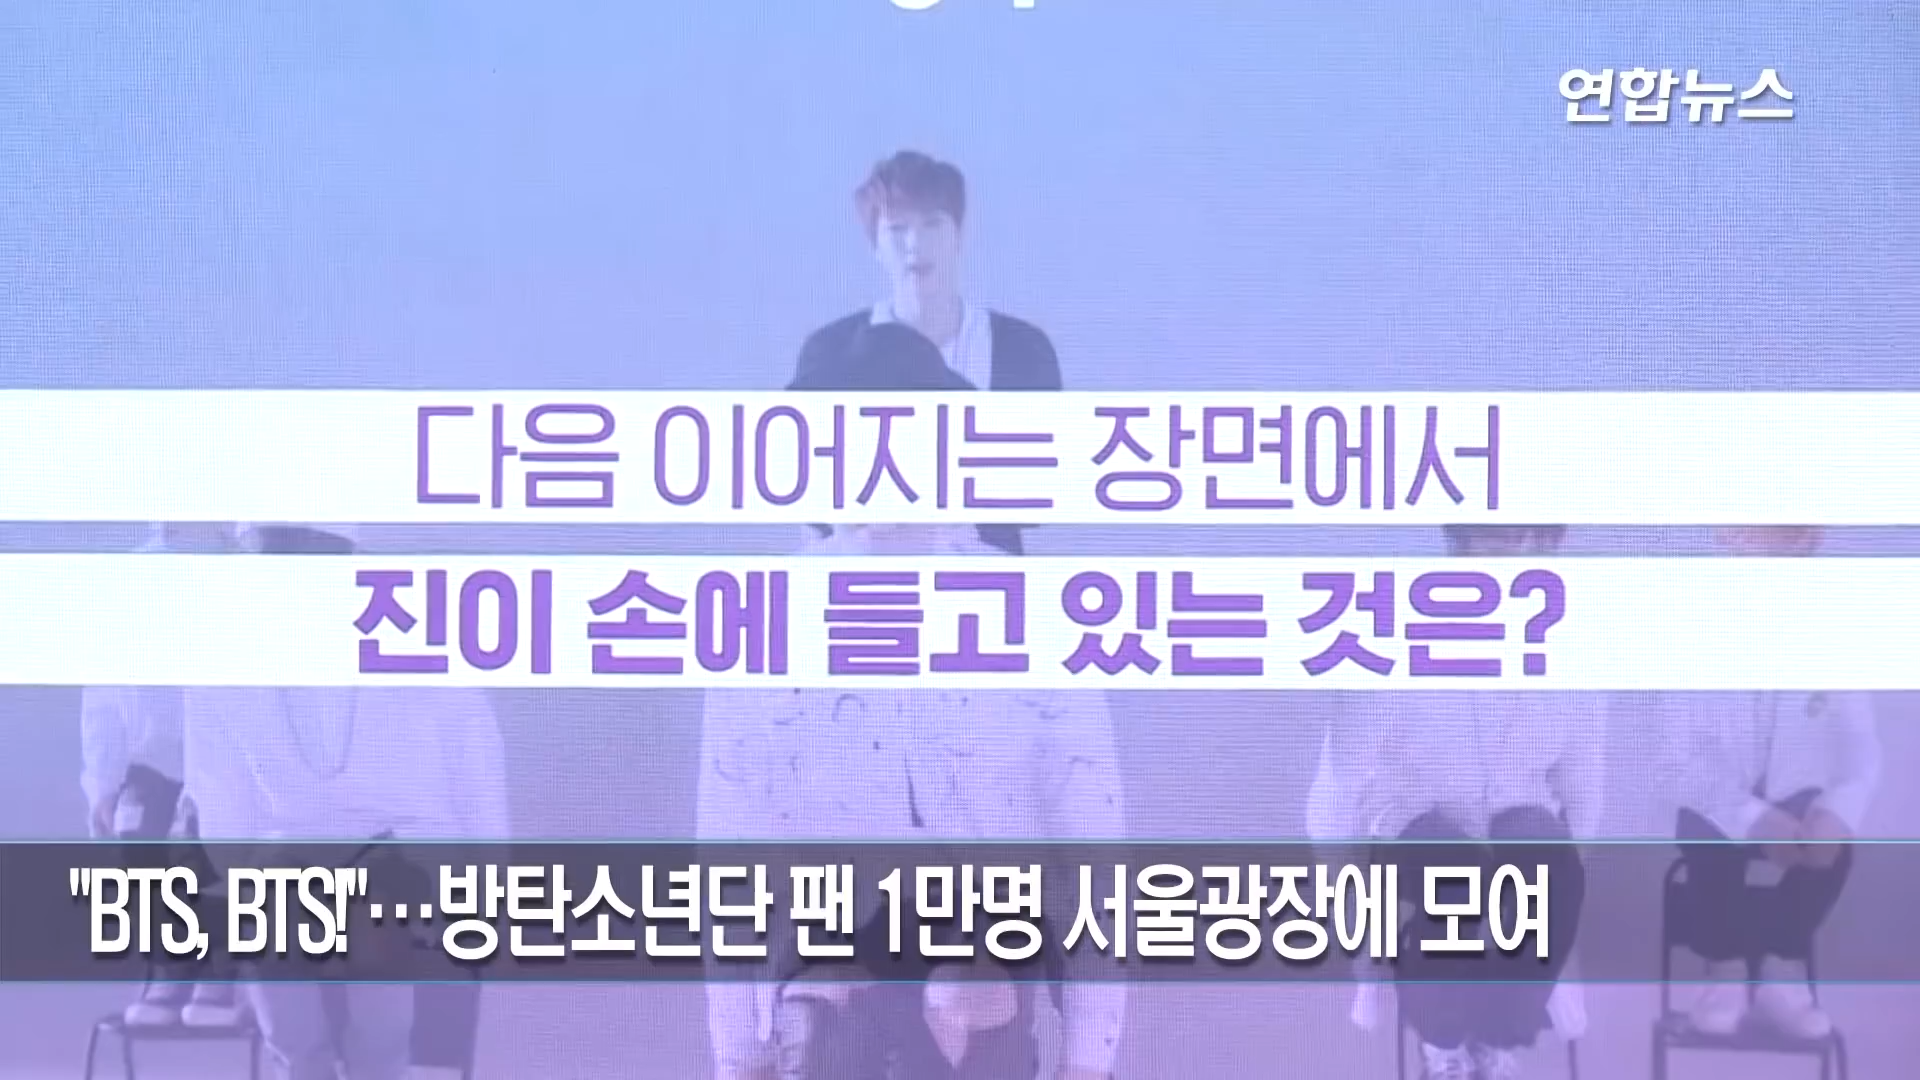 연합뉴스
다음 이어지는 장면에서
진이 손에 들고 있는 것은?
"BTS, BTS!"…방탄소년단 팬 1만명 서울광장에 모여